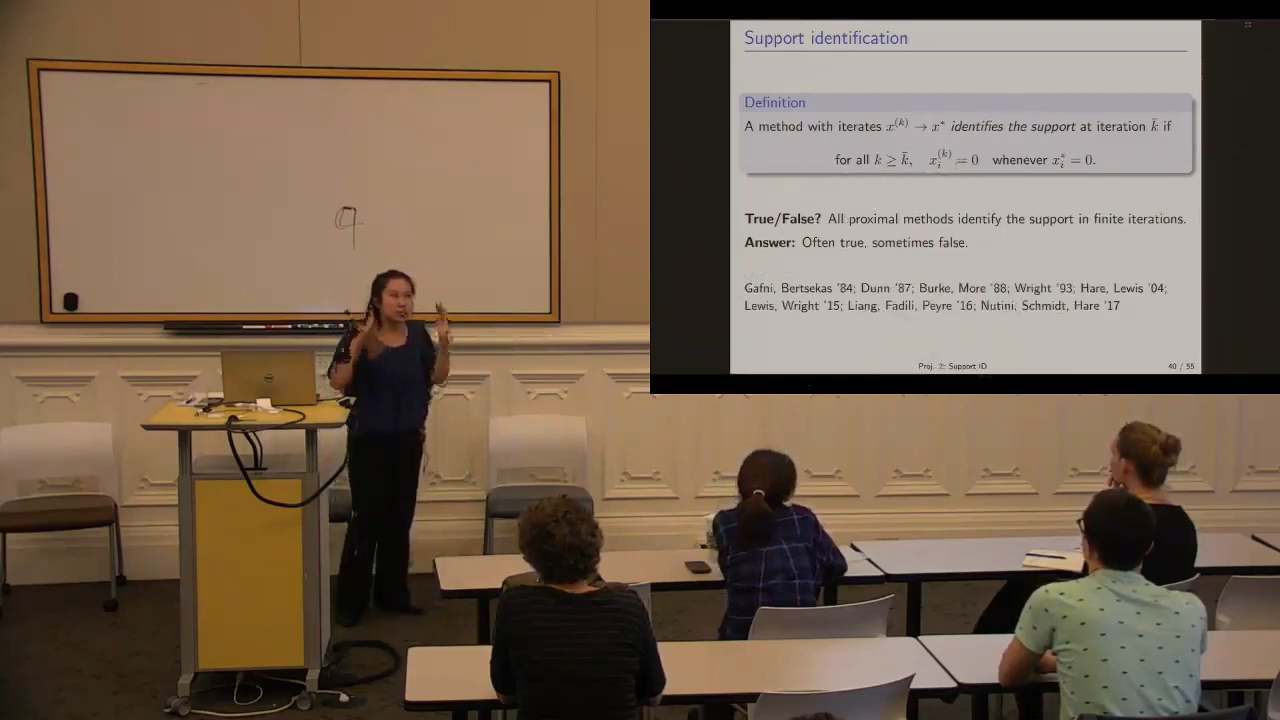 Support identification
Definition
A method with iterates x^{(k)} → x^* identifies the support at iteration k̄ if
for all k ≥ k̄, x_i^{(k)} = 0 whenever x_i^* = 0.
True/False? All proximal methods identify the support in finite iterations.
Answer: Often true, sometimes false.
Gafni, Bertsekas '84; Dunn '87; Burke, More '88; Wright '93; Hare, Lewis '04;
Lewis, Wright '15; Liang, Fadili, Peyre '16; Nutini, Schmidt, Hare '17
Proj. 2: Support ID
40 / 55